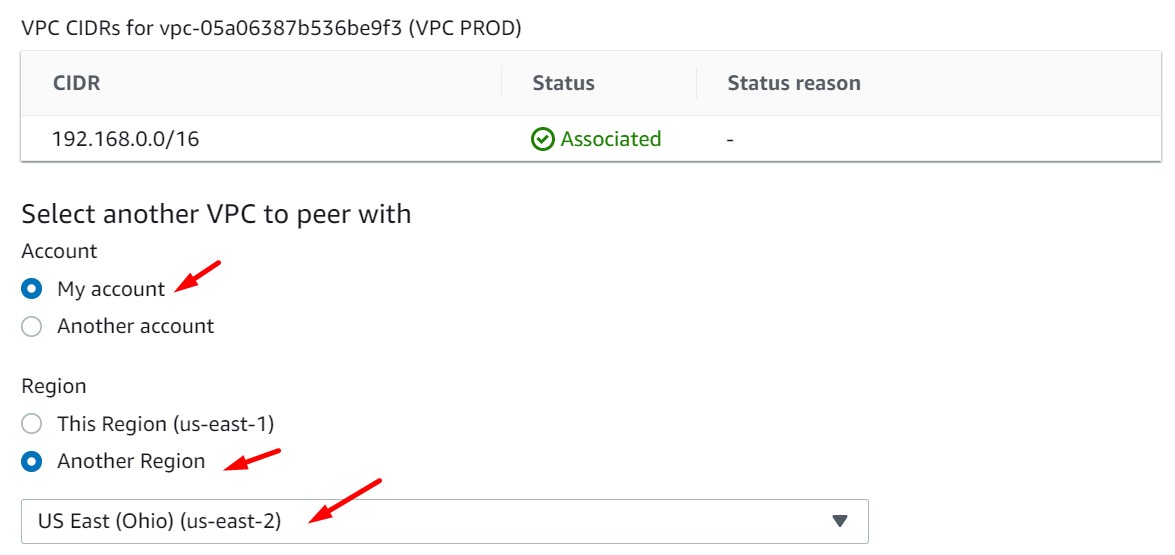 VPC CIDRs for vpc-05a06387b536be9f3 (VPC PROD)
CIDR Status Status reason
192.168.0.0/16 Associated -
Select another VPC to peer with
Account
My account
Another account
Region
This Region (us-east-1)
Another Region
US East (Ohio) (us-east-2)